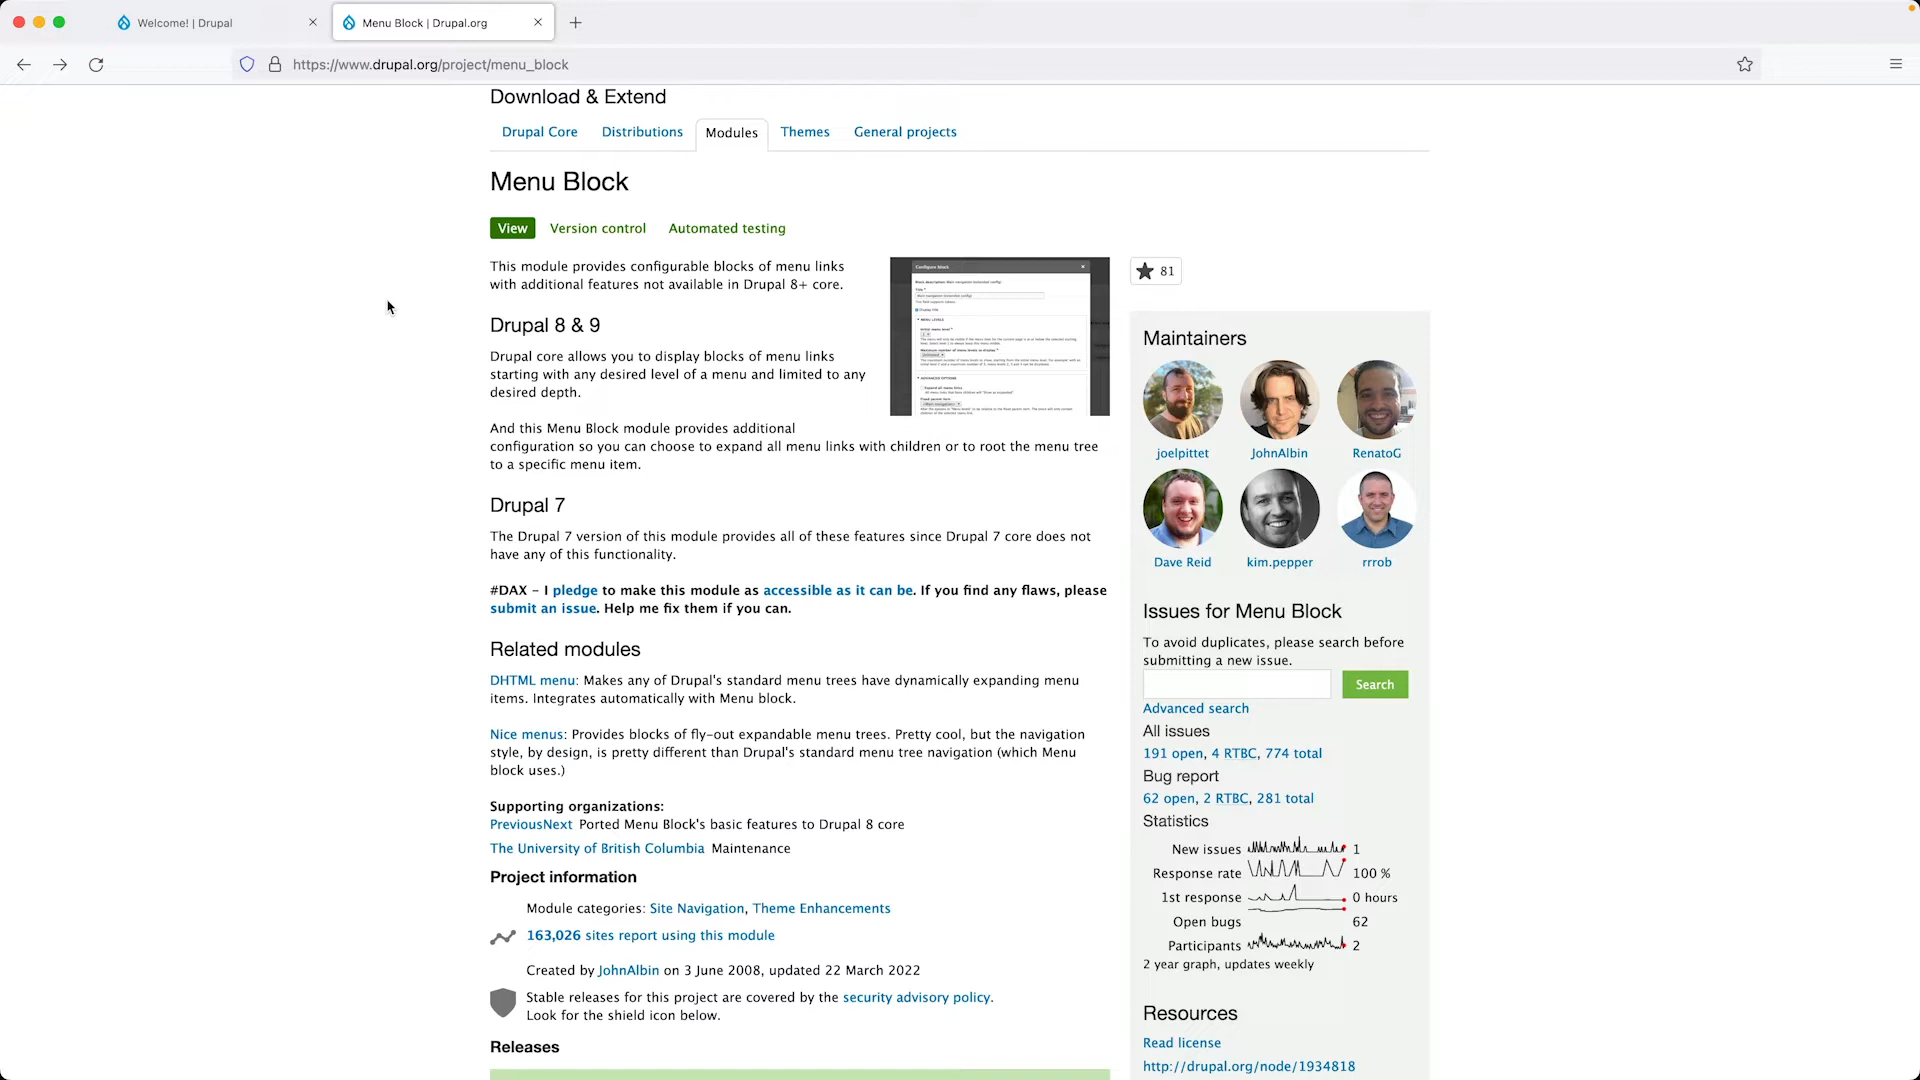 Welcome! | Drupal
Menu Block | Drupal.org
https://www.drupal.org/project/menu_block
Download & Extend
Drupal Core
Distributions
Modules
Themes
General projects
Menu Block
View
Version control
Automated testing
This module provides configurable blocks of menu links
with additional features not available in Drupal 8+ core.
Drupal 8 & 9
Drupal core allows you to display blocks of menu links
starting with any desired level of a menu and limited to any
desired depth.
And this Menu Block module provides additional
configuration so you can choose to expand all menu links with children or to root the menu tree
to a specific menu item.
Drupal 7
The Drupal 7 version of this module provides all of these features since Drupal 7 core does not
have any of this functionality.
#DAX – I pledge to make this module as accessible as it can be. If you find any flaws, please
submit an issue. Help me fix them if you can.
Related modules
DHTML menu: Makes any of Drupal's standard menu trees have dynamically expanding menu
items. Integrates automatically with Menu block.
Nice menus: Provides blocks of fly-out expandable menu trees. Pretty cool, but the navigation
style, by design, is pretty different than Drupal's standard menu tree navigation (which Menu
block uses.)
Supporting organizations:
PreviousNext Ported Menu Block's basic features to Drupal 8 core
The University of British Columbia Maintenance
Project information
Module categories: Site Navigation, Theme Enhancements
163,026 sites report using this module
Created by JohnAlbin on 3 June 2008, updated 22 March 2022
Stable releases for this project are covered by the security advisory policy.
Look for the shield icon below.
Releases
Configure block
MENU LEVELS
ADVANCED OPTIONS
81
Maintainers
joelpittet
JohnAlbin
RenatoG
Dave Reid
kim.pepper
rrrob
Issues for Menu Block
To avoid duplicates, please search before
submitting a new issue.
Search
Advanced search
All issues
191 open, 4 RTBC, 774 total
Bug report
62 open, 2 RTBC, 281 total
Statistics
New issues 1
Response rate 100 %
1st response 0 hours
Open bugs 62
Participants 2
2 year graph, updates weekly
Resources
Read license
http://drupal.org/node/1934818